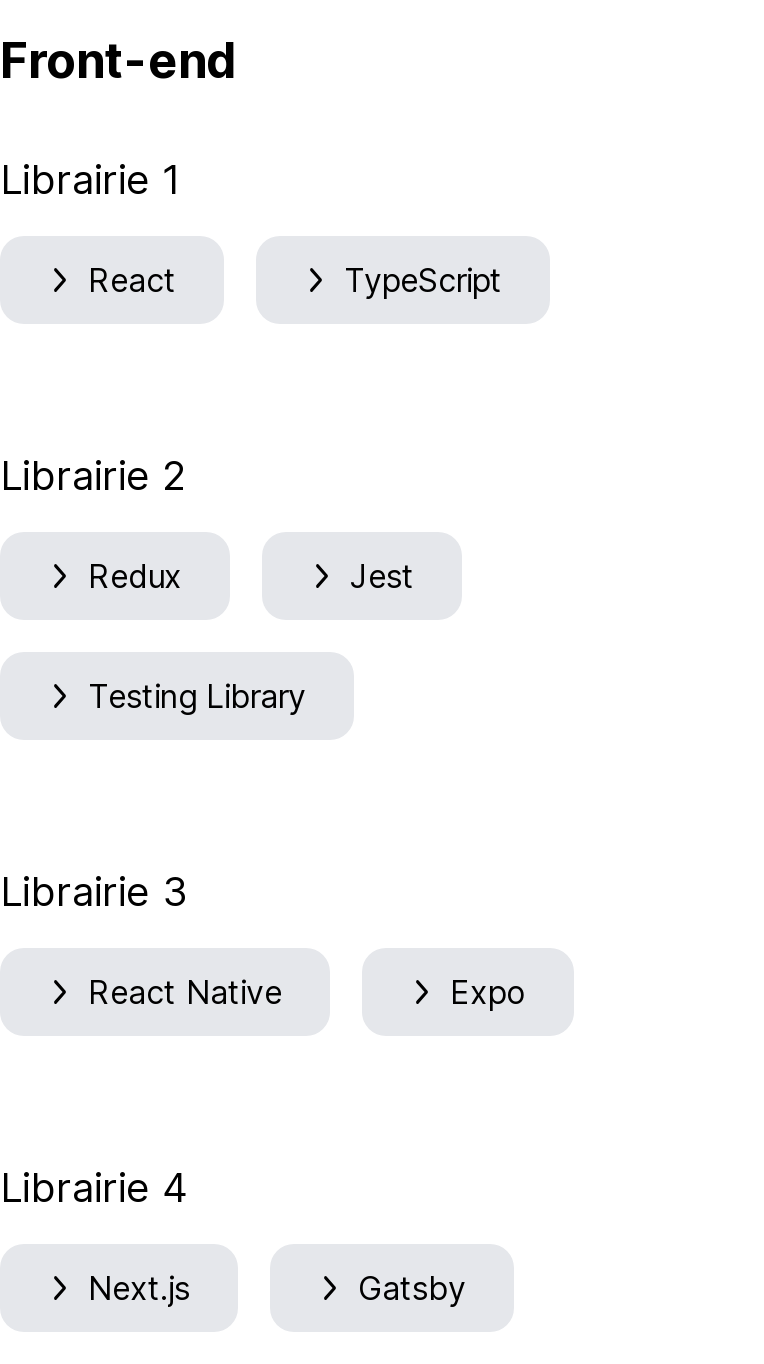 Front-end
Librairie 1
React TypeScript
Librairie 2
Redux Jest
Testing Library
Librairie 3
React Native Expo
Librairie 4
Next.js Gatsby